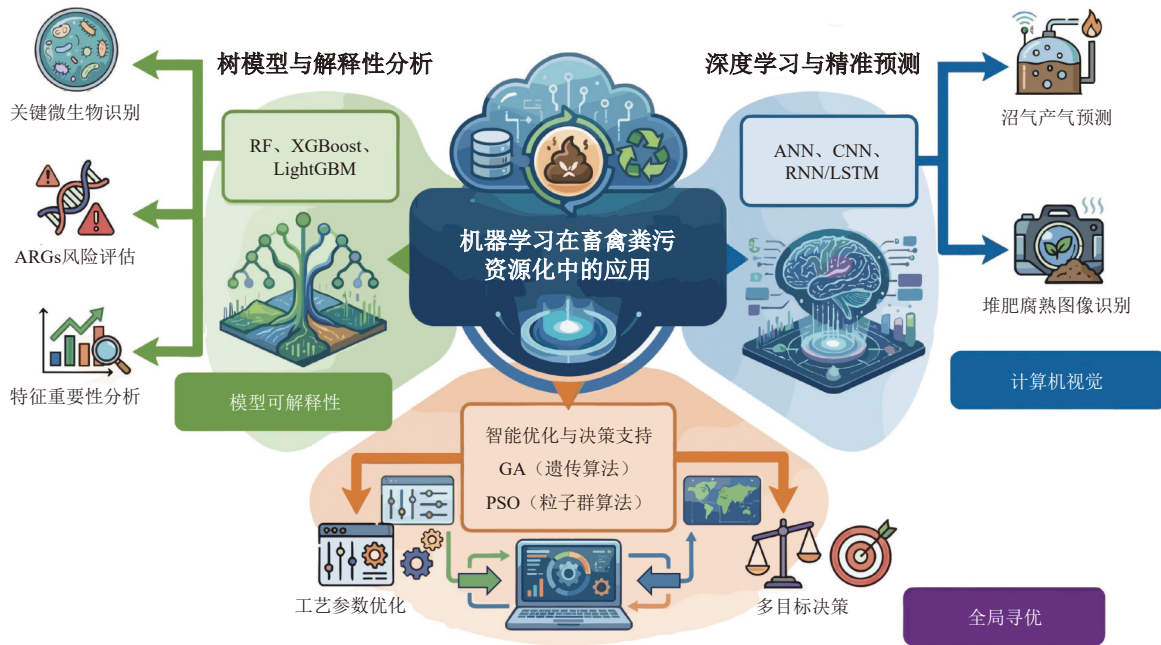 树模型与解释性分析
深度学习与精准预测
关键微生物识别
ARGs风险评估
特征重要性分析
RF、XGBoost、
LightGBM
模型可解释性
机器学习在畜禽粪污
资源化中的应用
ANN、CNN、
RNN/LSTM
沼气产气预测
堆肥腐熟图像识别
计算机视觉
智能优化与决策支持
GA（遗传算法）
PSO（粒子群算法）
工艺参数优化
多目标决策
全局寻优